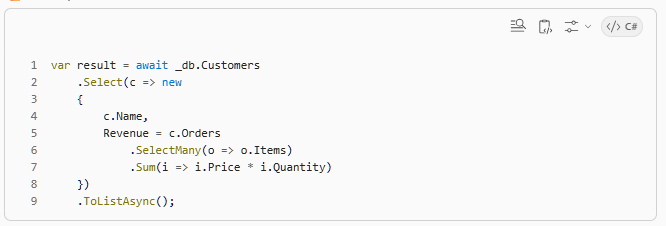 </> C#
1 var result = await _db.Customers
2     .Select(c => new
3     {
4         c.Name,
5         Revenue = c.Orders
6             .SelectMany(o => o.Items)
7             .Sum(i => i.Price * i.Quantity)
8     })
9     .ToListAsync();